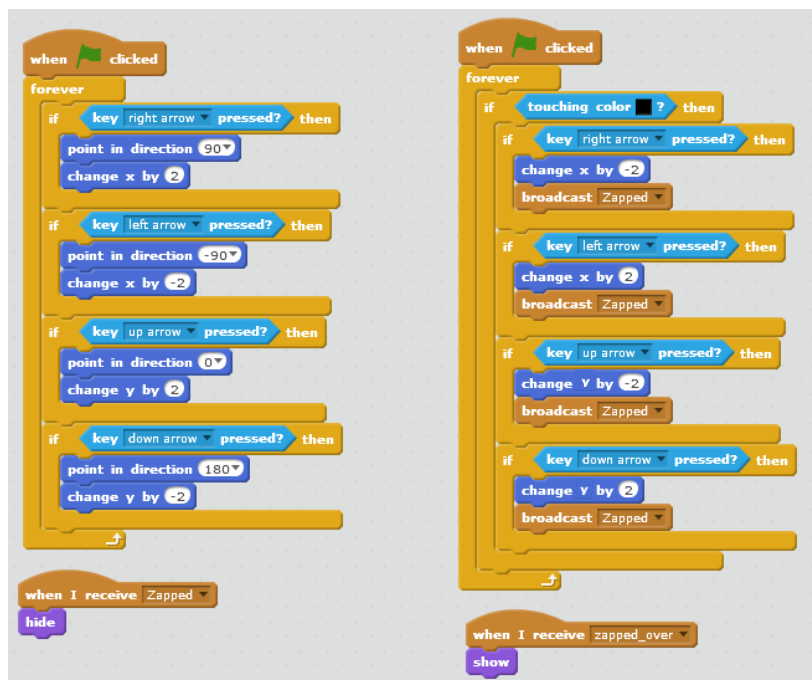 when clicked
forever
if key right arrow pressed? then
point in direction 90
change x by 2
if key left arrow pressed? then
point in direction -90
change x by -2
if key up arrow pressed? then
point in direction 0
change y by 2
if key down arrow pressed? then
point in direction 180
change y by -2
when I receive Zapped
hide
when clicked
forever
if touching color ? then
if key right arrow pressed? then
change x by -2
broadcast Zapped
if key left arrow pressed? then
change x by 2
broadcast Zapped
if key up arrow pressed? then
change y by -2
broadcast Zapped
if key down arrow pressed? then
change y by 2
broadcast Zapped
when I receive zapped_over
show